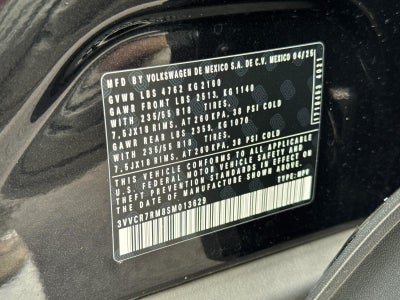 MFD BY VOLKSWAGEN DE MEXICO S.A. DE C.V. MEXICO 04/25
GVWR LBS 4762 KG 2160
GAWR FRONT LBS 2513, KG 1140
WITH 235/55 R18 TIRES,
7,5JX18 RIMS, AT 260 KPA, 38 PSI COLD
GAWR REAR LBS 2359, KG 1070
WITH 235/55 R18 TIRES,
7,5JX18 RIMS, AT 260 KPA, 38 PSI COLD
THIS VEHICLE CONFORMS TO ALL APPLICABLE
U.S. FEDERAL MOTOR VEHICLE SAFETY AND
THEFT PREVENTION STANDARDS IN EFFECT ON THE
DATE OF MANUFACTURE SHOWN ABOVE.
TYPE: MPV
3VVCR7RM8SM013629